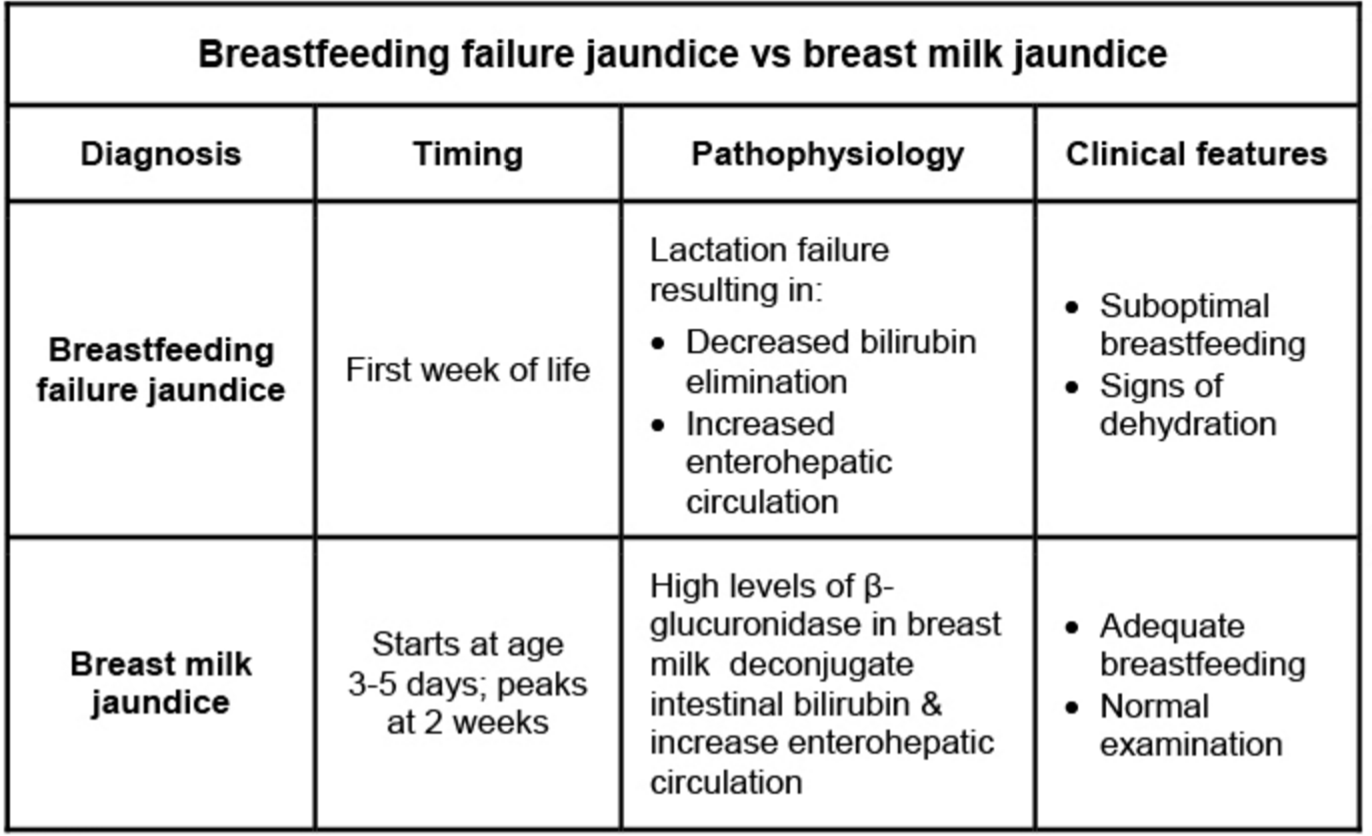 Breastfeeding failure jaundice vs breast milk jaundice
Diagnosis
Timing
Pathophysiology
Clinical features
Breastfeeding
failure jaundice
First week of life
Lactation failure
resulting in:
• Decreased bilirubin
elimination
• Increased
enterohepatic
circulation
• Suboptimal
breastfeeding
• Signs of
dehydration
Breast milk
jaundice
Starts at age
3-5 days; peaks
at 2 weeks
High levels of β-
glucuronidase in breast
milk deconjugate
intestinal bilirubin &
increase enterohepatic
circulation
• Adequate
breastfeeding
• Normal
examination